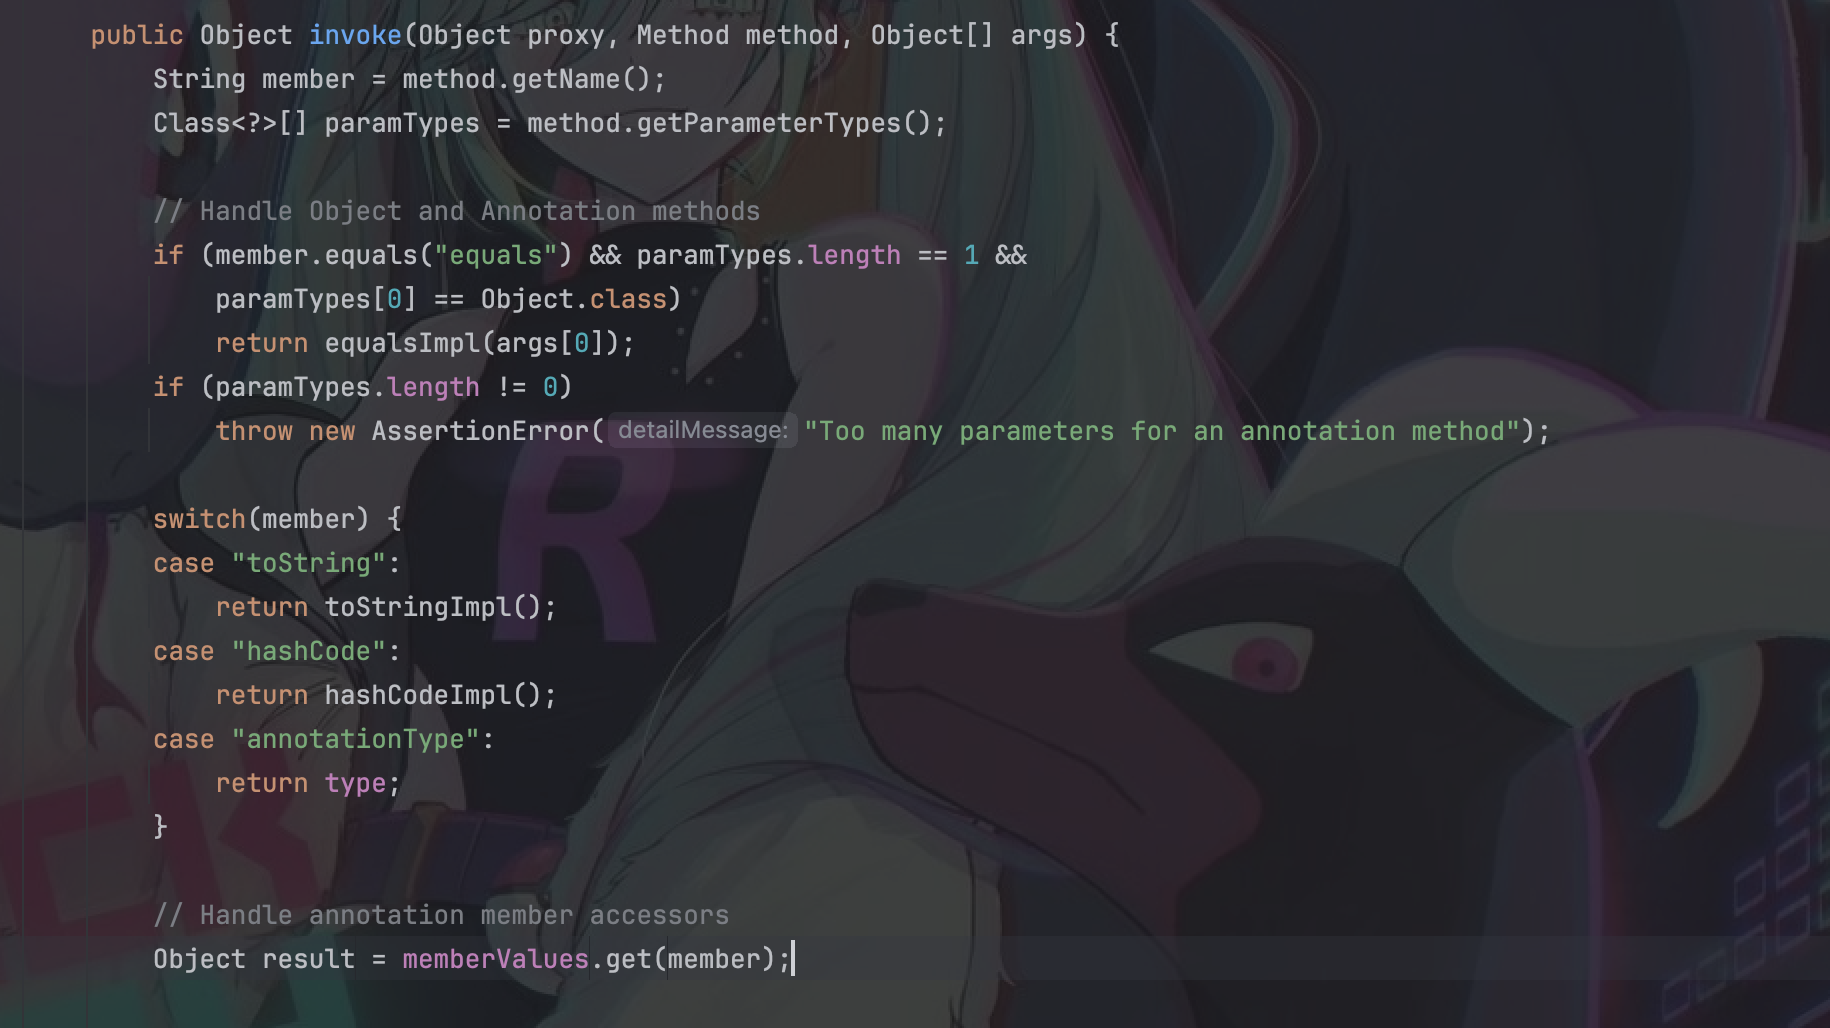 public Object invoke(Object proxy, Method method, Object[] args) {
String member = method.getName();
Class<?>[] paramTypes = method.getParameterTypes();
// Handle Object and Annotation methods
if (member.equals("equals") && paramTypes.length == 1 &&
paramTypes[0] == Object.class)
return equalsImpl(args[0]);
if (paramTypes.length != 0)
throw new AssertionError( detailMessage: "Too many parameters for an annotation method");
switch(member) {
case "toString":
return toStringImpl();
case "hashCode":
return hashCodeImpl();
case "annotationType":
return type;
}
// Handle annotation member accessors
Object result = memberValues.get(member);
R